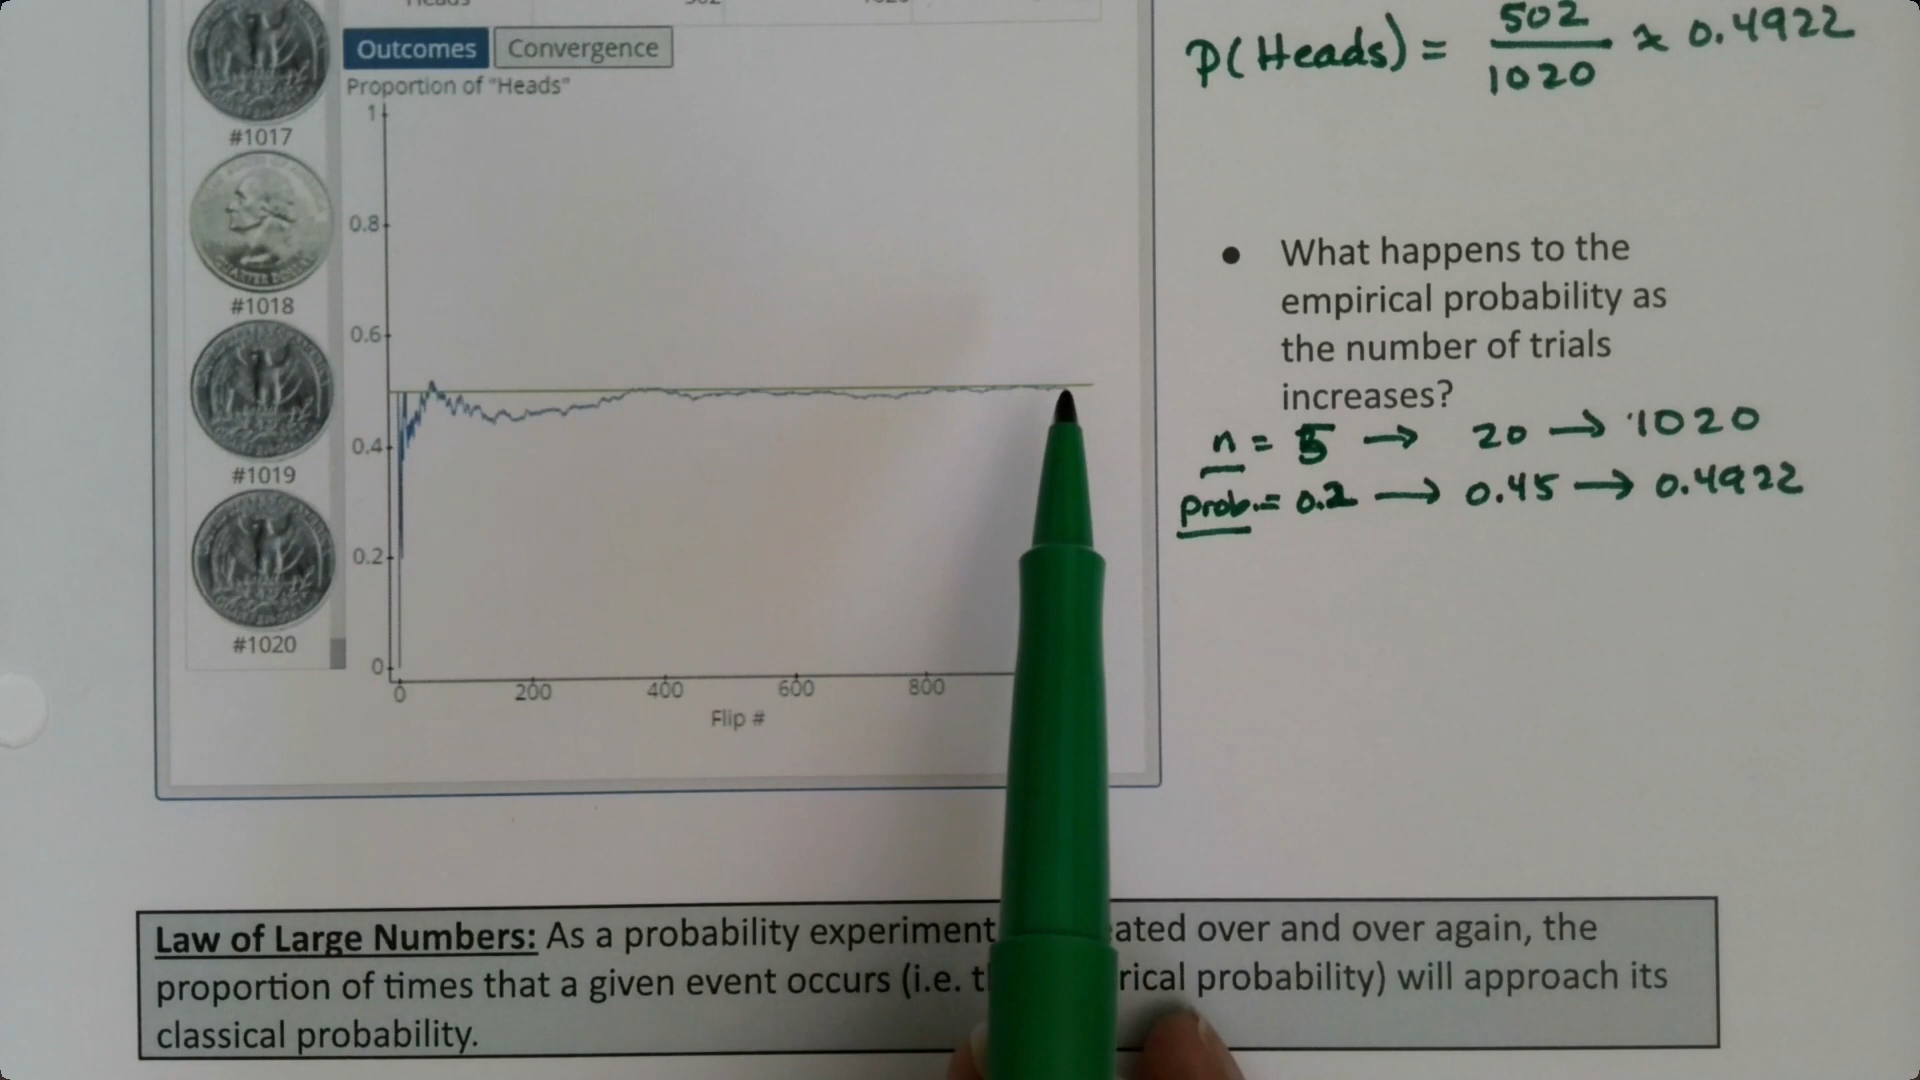 Outcomes Convergence
Proportion of "Heads"
1
0.8
0.6
0.4
0.2
0
0 200 400 600 800
Flip #
#1017
#1018
#1019
#1020
P(Heads) = 502/1020 ≈ 0.4922
● What happens to the
empirical probability as
the number of trials
increases?
n = 5 → 20 → 1020
prob. = 0.2 → 0.45 → 0.4922
Law of Large Numbers: As a probability experiment ated over and over again, the
proportion of times that a given event occurs (i.e. t rical probability) will approach its
classical probability.